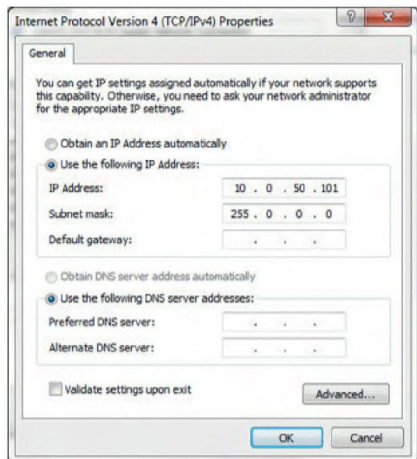 Internet Protocol Version 4 (TCP/IPv4) Properties
General
You can get IP settings assigned automatically if your network supports
this capability. Otherwise, you need to ask your network administrator
for the appropriate IP settings.
Obtain an IP Address automatically
Use the following IP Address:
IP Address: 10 . 0 . 50 . 101
Subnet mask: 255 . 0 . 0 . 0
Default gateway: . . .
Obtain DNS server address automatically
Use the following DNS server addresses:
Preferred DNS server: . . .
Alternate DNS server: . . .
Validate settings upon exit
Advanced...
OK Cancel